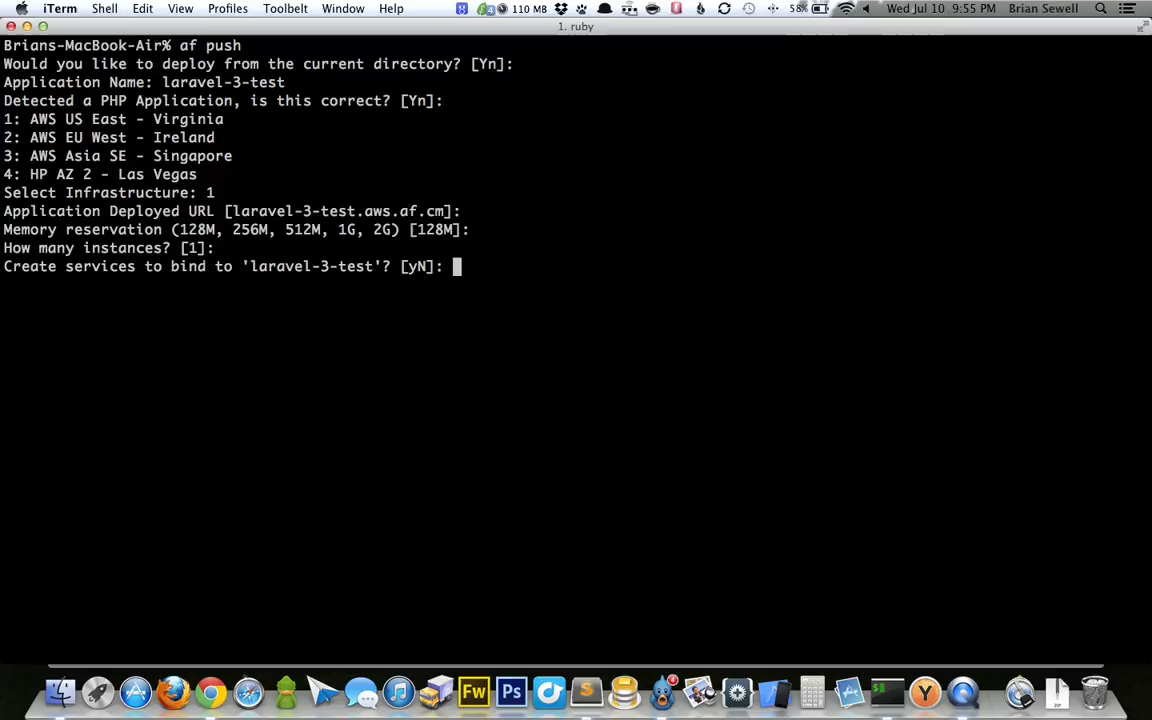 iTerm Shell Edit View Profiles Toolbelt Window Help 4 110 MB 58% Wed Jul 10 9:55 PM Brian Sewell
1. ruby
Brians-MacBook-Air% af push
Would you like to deploy from the current directory? [Yn]:
Application Name: laravel-3-test
Detected a PHP Application, is this correct? [Yn]:
1: AWS US East - Virginia
2: AWS EU West - Ireland
3: AWS Asia SE - Singapore
4: HP AZ 2 - Las Vegas
Select Infrastructure: 1
Application Deployed URL [laravel-3-test.aws.af.cm]:
Memory reservation (128M, 256M, 512M, 1G, 2G) [128M]:
How many instances? [1]:
Create services to bind to 'laravel-3-test'? [yN]:
Fw Ps S 4 $ Y ZIP